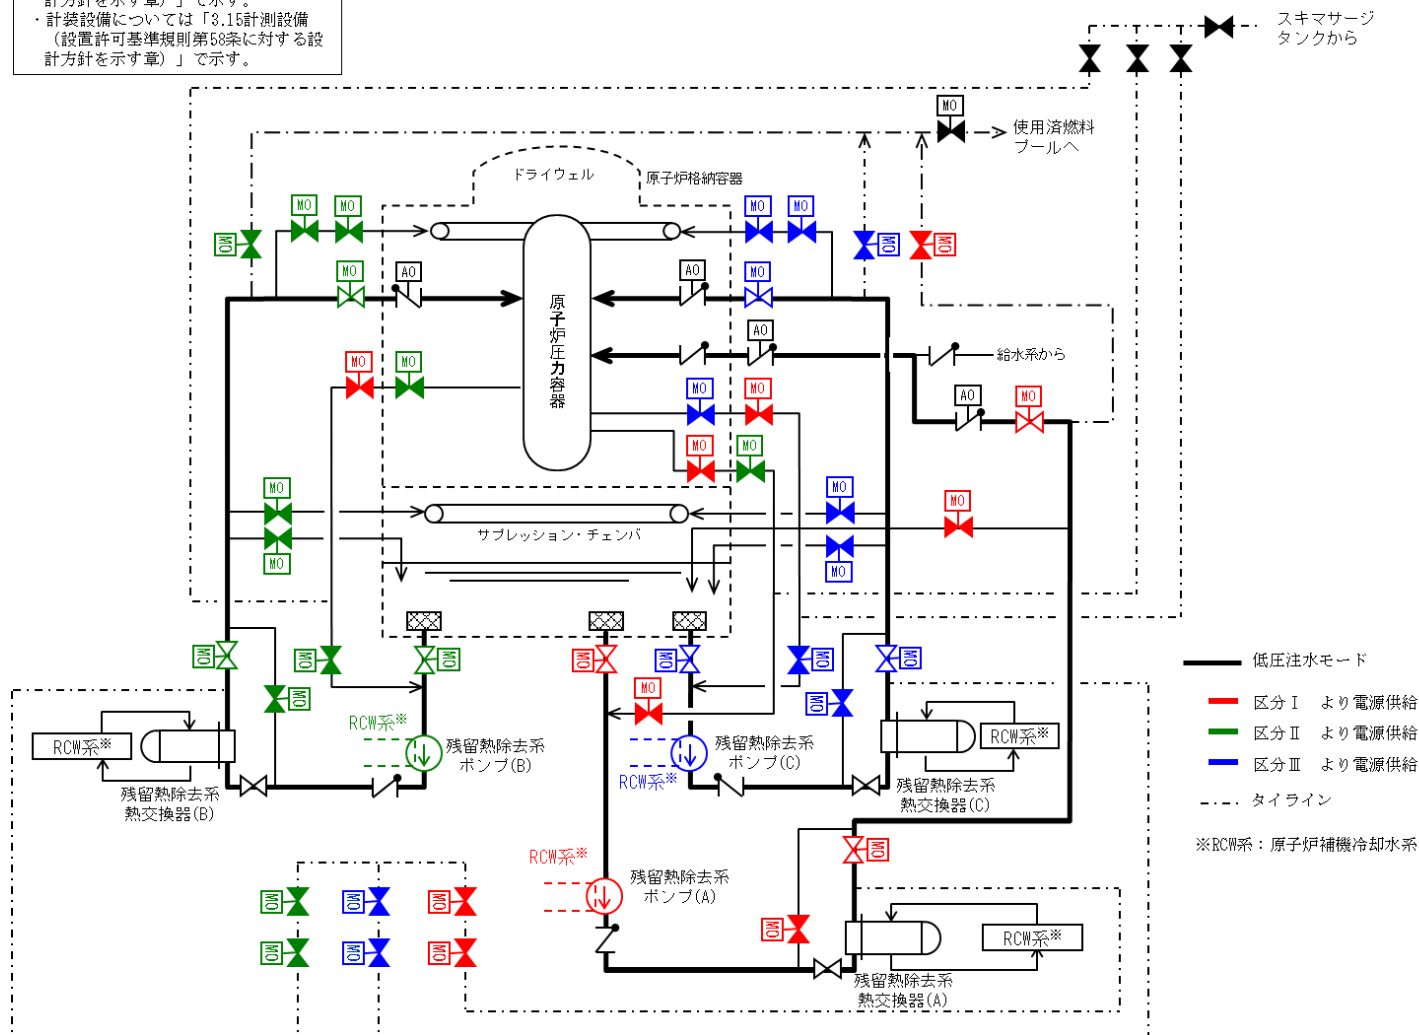 計方針を示す章)」で示す。
・計装設備については「3.15計測設備
(設置許可基準規則第58条に対する設
計方針を示す章)」で示す。
スキマサージ
タンクから
MO
使用済燃料
プールへ
ドライウェル
原子炉格納容器
MO
MO
MO
MO
MO
MO
MO
MO
AO
AO
MO
原子炉圧力容器
AO
給水系から
MO
MO
MO
MO
AO
MO
MO
MO
MO
MO
MO
サプレッション・チェンバ
MO
MO
MO
MO
MO
MO
MO
MO
MO
MO
低圧注水モード
MO
MO
MO
区分Ⅰ より電源供給
RCW系※
区分Ⅱ より電源供給
RCW系※
残留熱除去系
ポンプ(B)
残留熱除去系
ポンプ(C)
RCW系※
区分Ⅲ より電源供給
RCW系※
残留熱除去系
熱交換器(B)
残留熱除去系
熱交換器(C)
タイライン
※RCW系:原子炉補機冷却水系
RCW系※
MO
残留熱除去系
ポンプ(A)
MO
MO
MO
MO
RCW系※
MO
MO
MO
残留熱除去系
熱交換器(A)